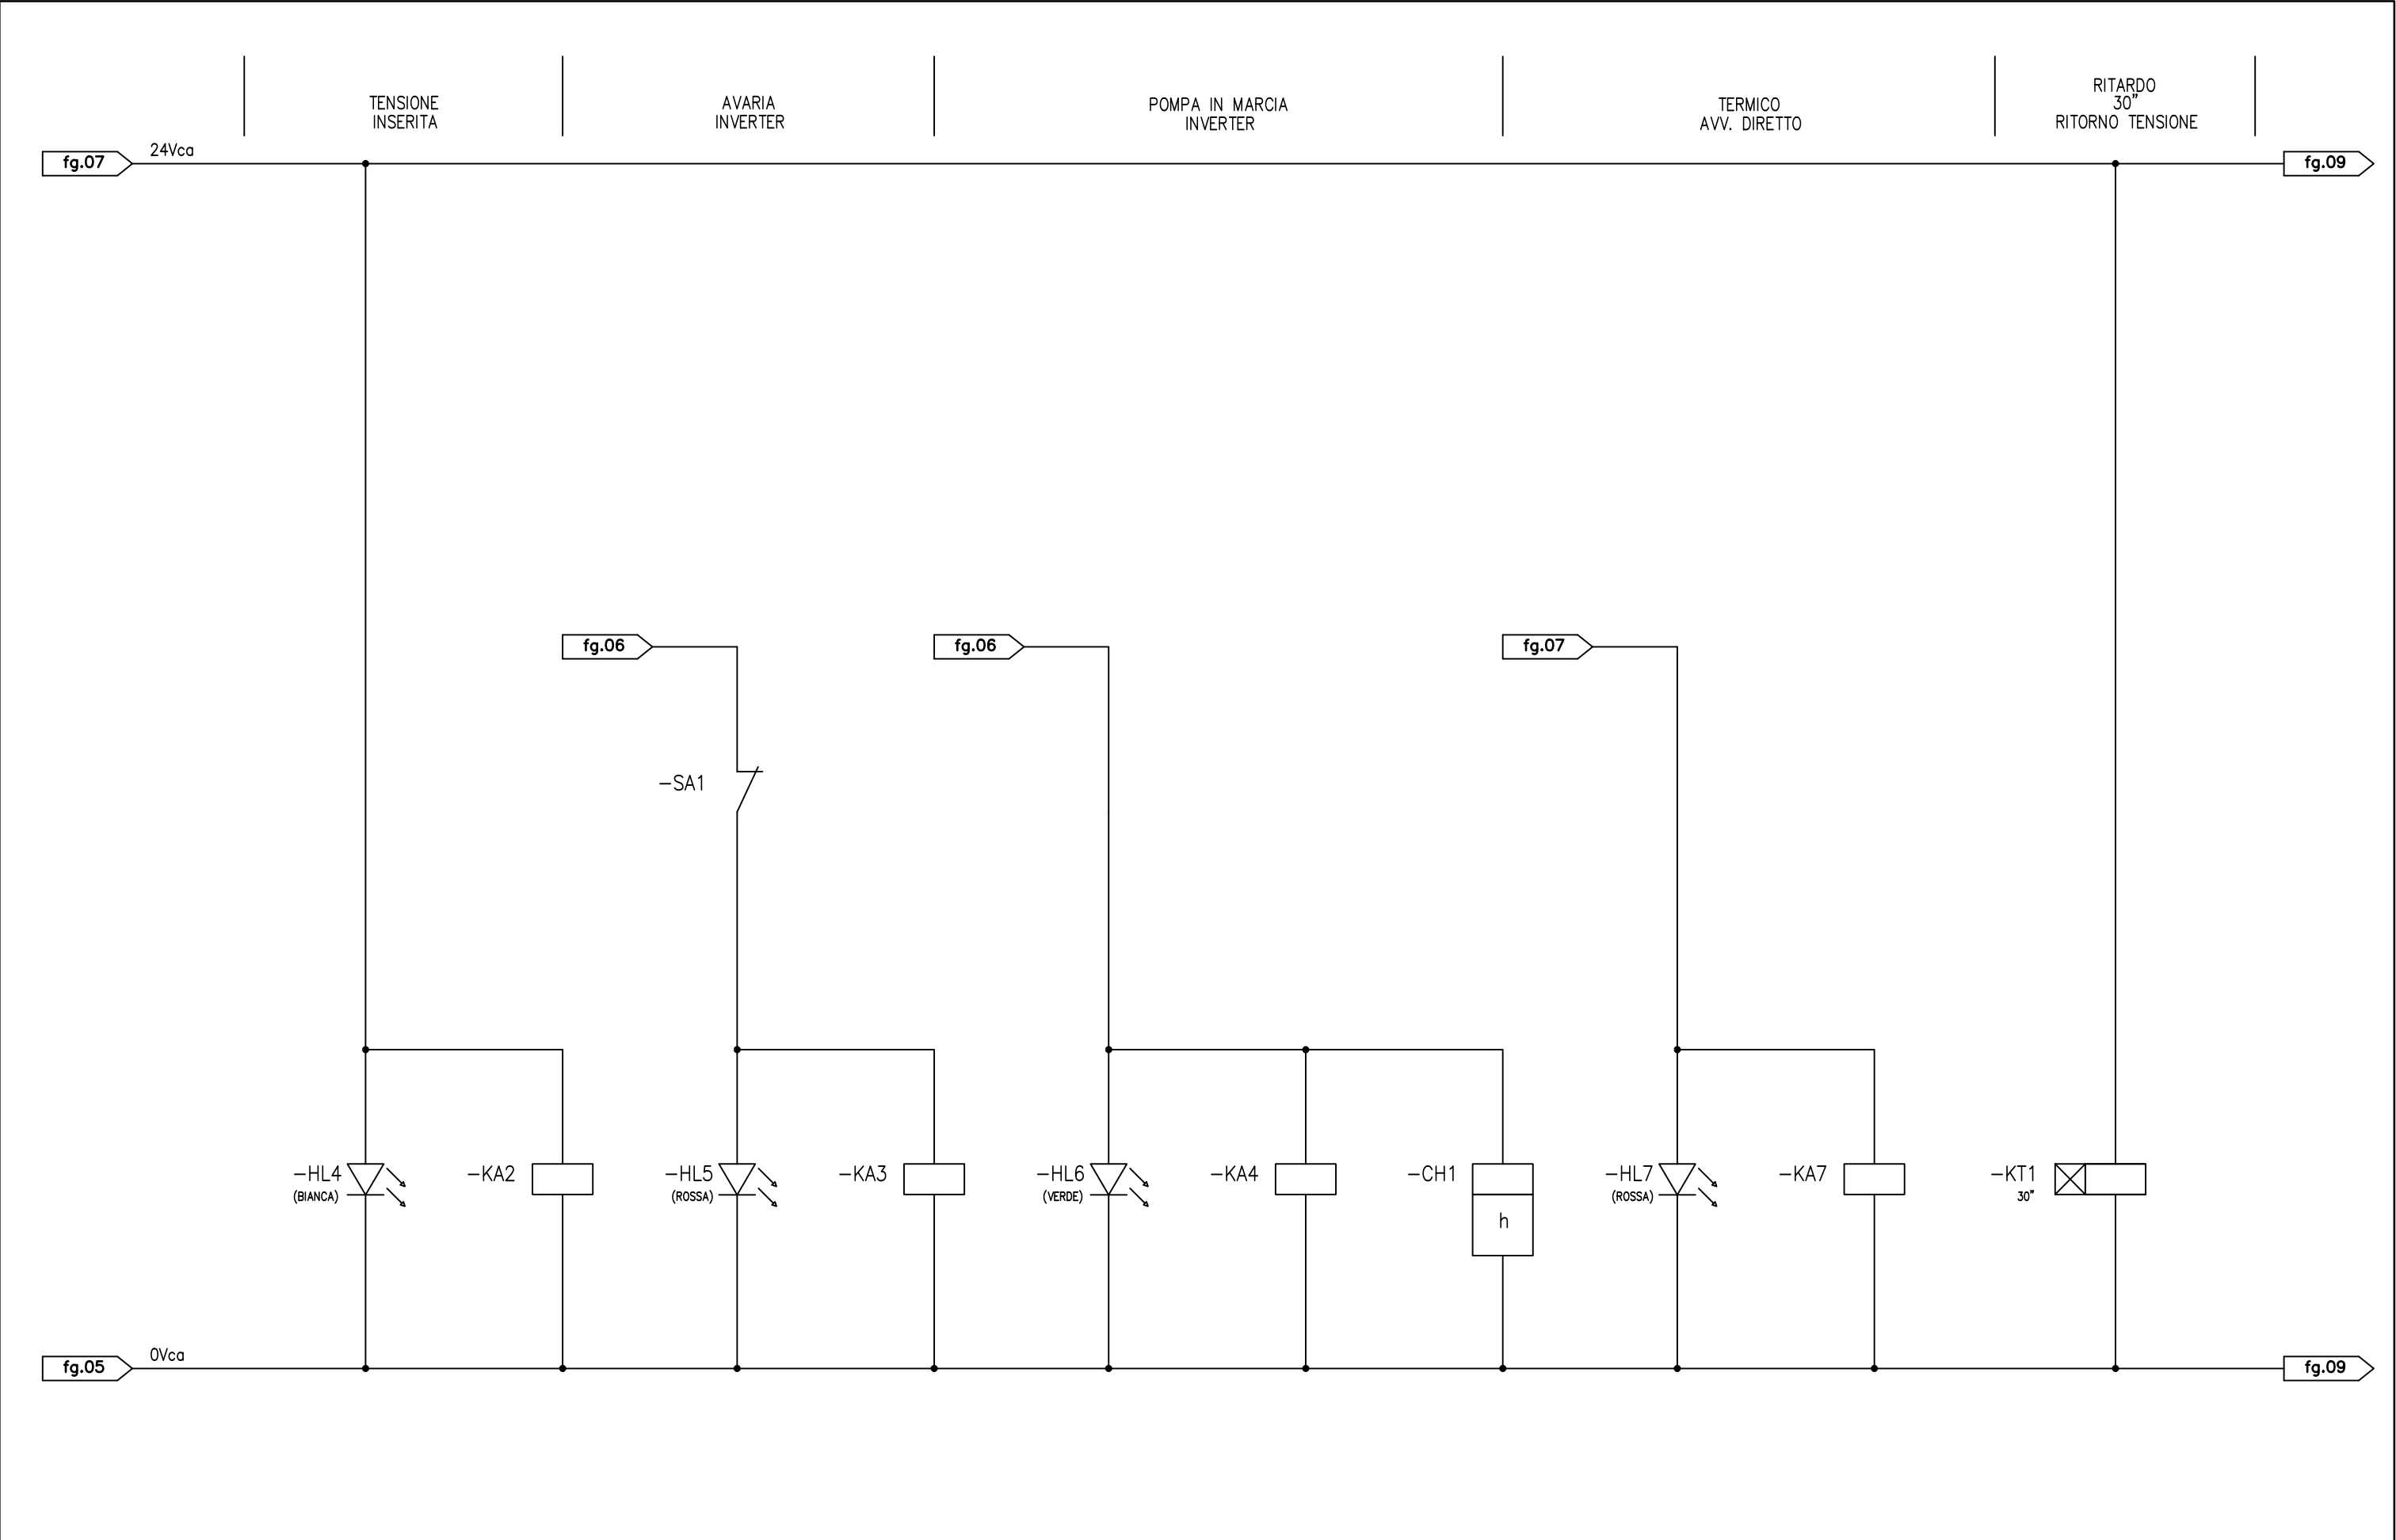 TENSIONE
INSERITA
AVARIA
INVERTER
POMPA IN MARCIA
INVERTER
TERMICO
AVV. DIRETTO
RITARDO
30"
RITORNO TENSIONE
fg.07
24Vca
fg.09
fg.06
fg.06
fg.07
-SA1
-HL4
(BIANCA)
-KA2
-HL5
(ROSSA)
-KA3
-HL6
(VERDE)
-KA4
-CH1
h
-HL7
(ROSSA)
-KA7
-KT1
30"
fg.05
0Vca
fg.09